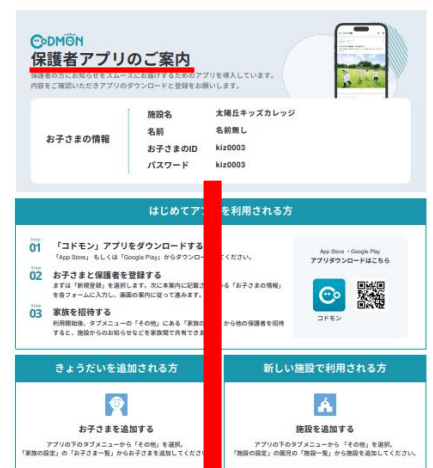 CoDMON
保護者アプリのご案内
保護者の方にお知らせをスムーズにお届けするためのアプリを導入しています。
内容をご確認いただきアプリのダウンロードと登録をお願いします。
お子さまの情報
施設名 太陽丘キッズカレッジ
名前 名前無し
お子さまのID kiz0003
パスワード kiz0003
はじめてア を利用される方
Step 01
「コドモン」アプリをダウンロードする
「App Store」もしくは「Google Play」からダウンロー ください。
Step 02
お子さまと保護者を登録する
まずは「新規登録」を選択します。次に本案内に記載さ いる「お子さまの情報」
を各フォームに入力し、画面の案内に従って進みます。
Step 03
家族を招待する
利用開始後、タブメニューの「その他」にある「家族の から他の保護者を招待
すると、施設からのお知らせなどを家族間で共有でき
App Store ・Google Play
アプリダウンロードはこちら
コドモン
きょうだいを追加される方
お子さまを追加する
アプリの下のタブメニューから「その他」を選択。
「家族の設定」の「お子さま一覧」からお子さまを追加してくださ
新しい施設で利用される方
施設を追加する
アプリの下のタブメニューから「その他」を選択。
「施設の設定」の園児の「施設一覧」から施設を追加してください。